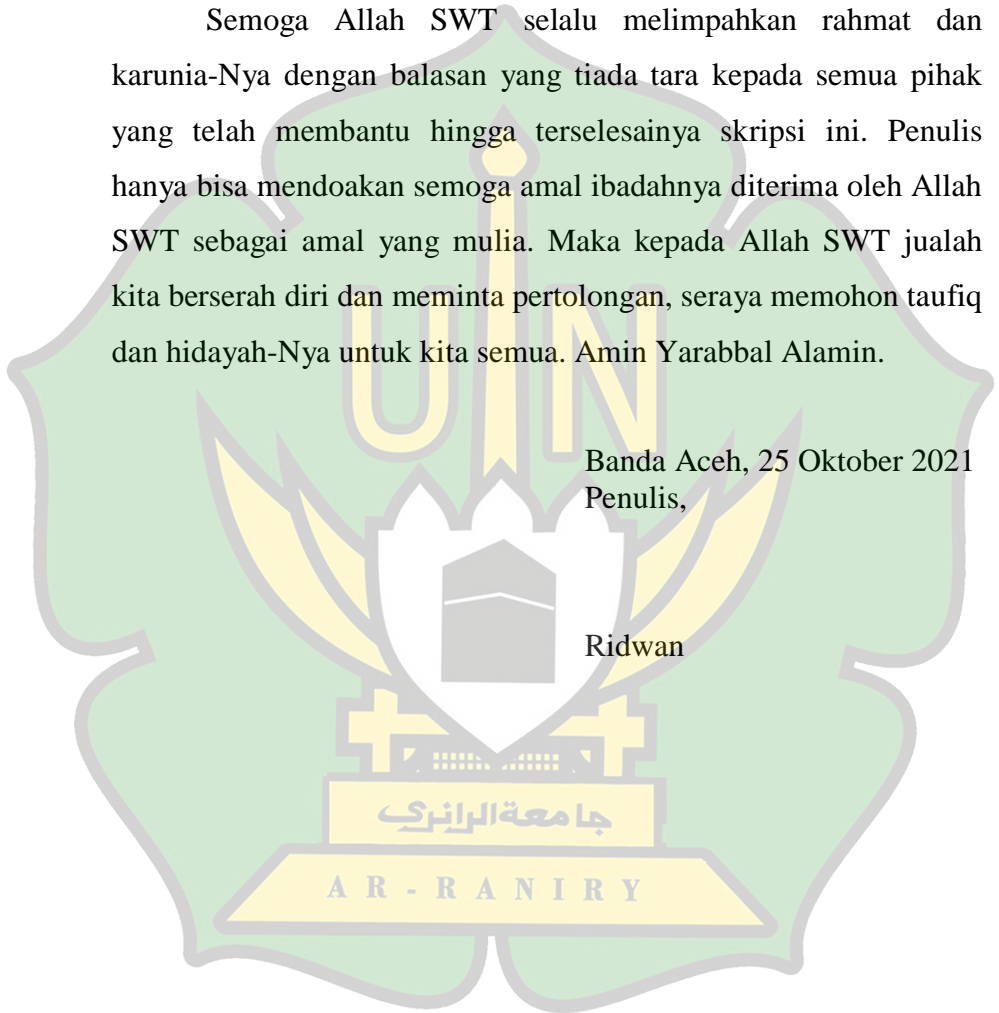 Semoga Allah SWT selalu melimpahkan rahmat dan
karunia-Nya dengan balasan yang tiada tara kepada semua pihak
yang telah membantu hingga terselesainya skripsi ini. Penulis
hanya bisa mendoakan semoga amal ibadahnya diterima oleh Allah
SWT sebagai amal yang mulia. Maka kepada Allah SWT jualah
kita berserah diri dan meminta pertolongan, seraya memohon taufiq
dan hidayah-Nya untuk kita semua. Amin Yarabbal Alamin.
Banda Aceh, 25 Oktober 2021
Penulis,
Ridwan
UIN
جامعةالرانري
AR-RANIRY